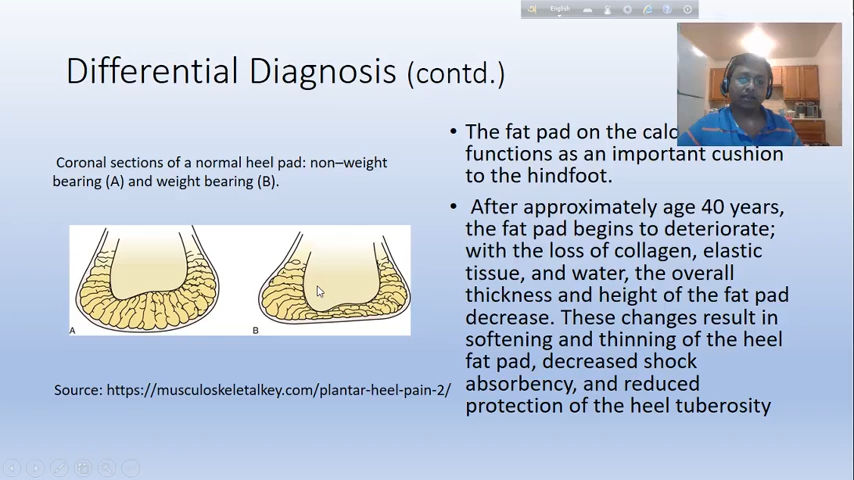 English
Differential Diagnosis (contd.)
Coronal sections of a normal heel pad: non–weight
bearing (A) and weight bearing (B).
A
B
Source: https://musculoskeletalkey.com/plantar-heel-pain-2/
• The fat pad on the
functions as an important cushion
to the hindfoot.
• After approximately age 40 years,
the fat pad begins to deteriorate;
with the loss of collagen, elastic
tissue, and water, the overall
thickness and height of the fat pad
decrease. These changes result in
softening and thinning of the heel
fat pad, decreased shock
absorbency, and reduced
protection of the heel tuberosity